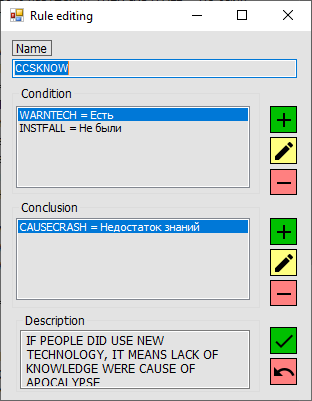 Rule editing
Name
CCSKNOW
Condition
WARNTECH = Есть
INSTFALL = Не были
Conclusion
CAUSECRASH = Недостаток знаний
Description
IF PEOPLE DID USE NEW
TECHNOLOGY, IT MEANS LACK OF
KNOWLEDGE WERE CAUSE OF
APOCALYPSE